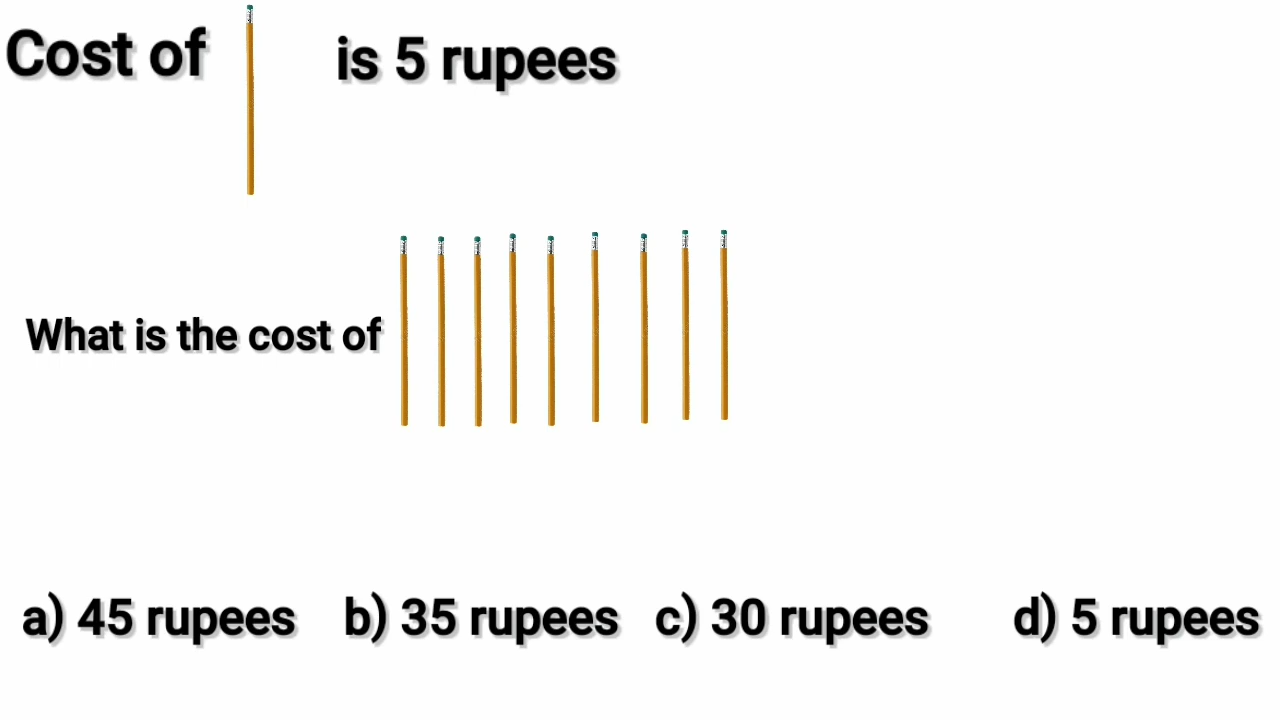 Cost of is 5 rupees
What is the cost of
a) 45 rupees b) 35 rupees c) 30 rupees d) 5 rupees